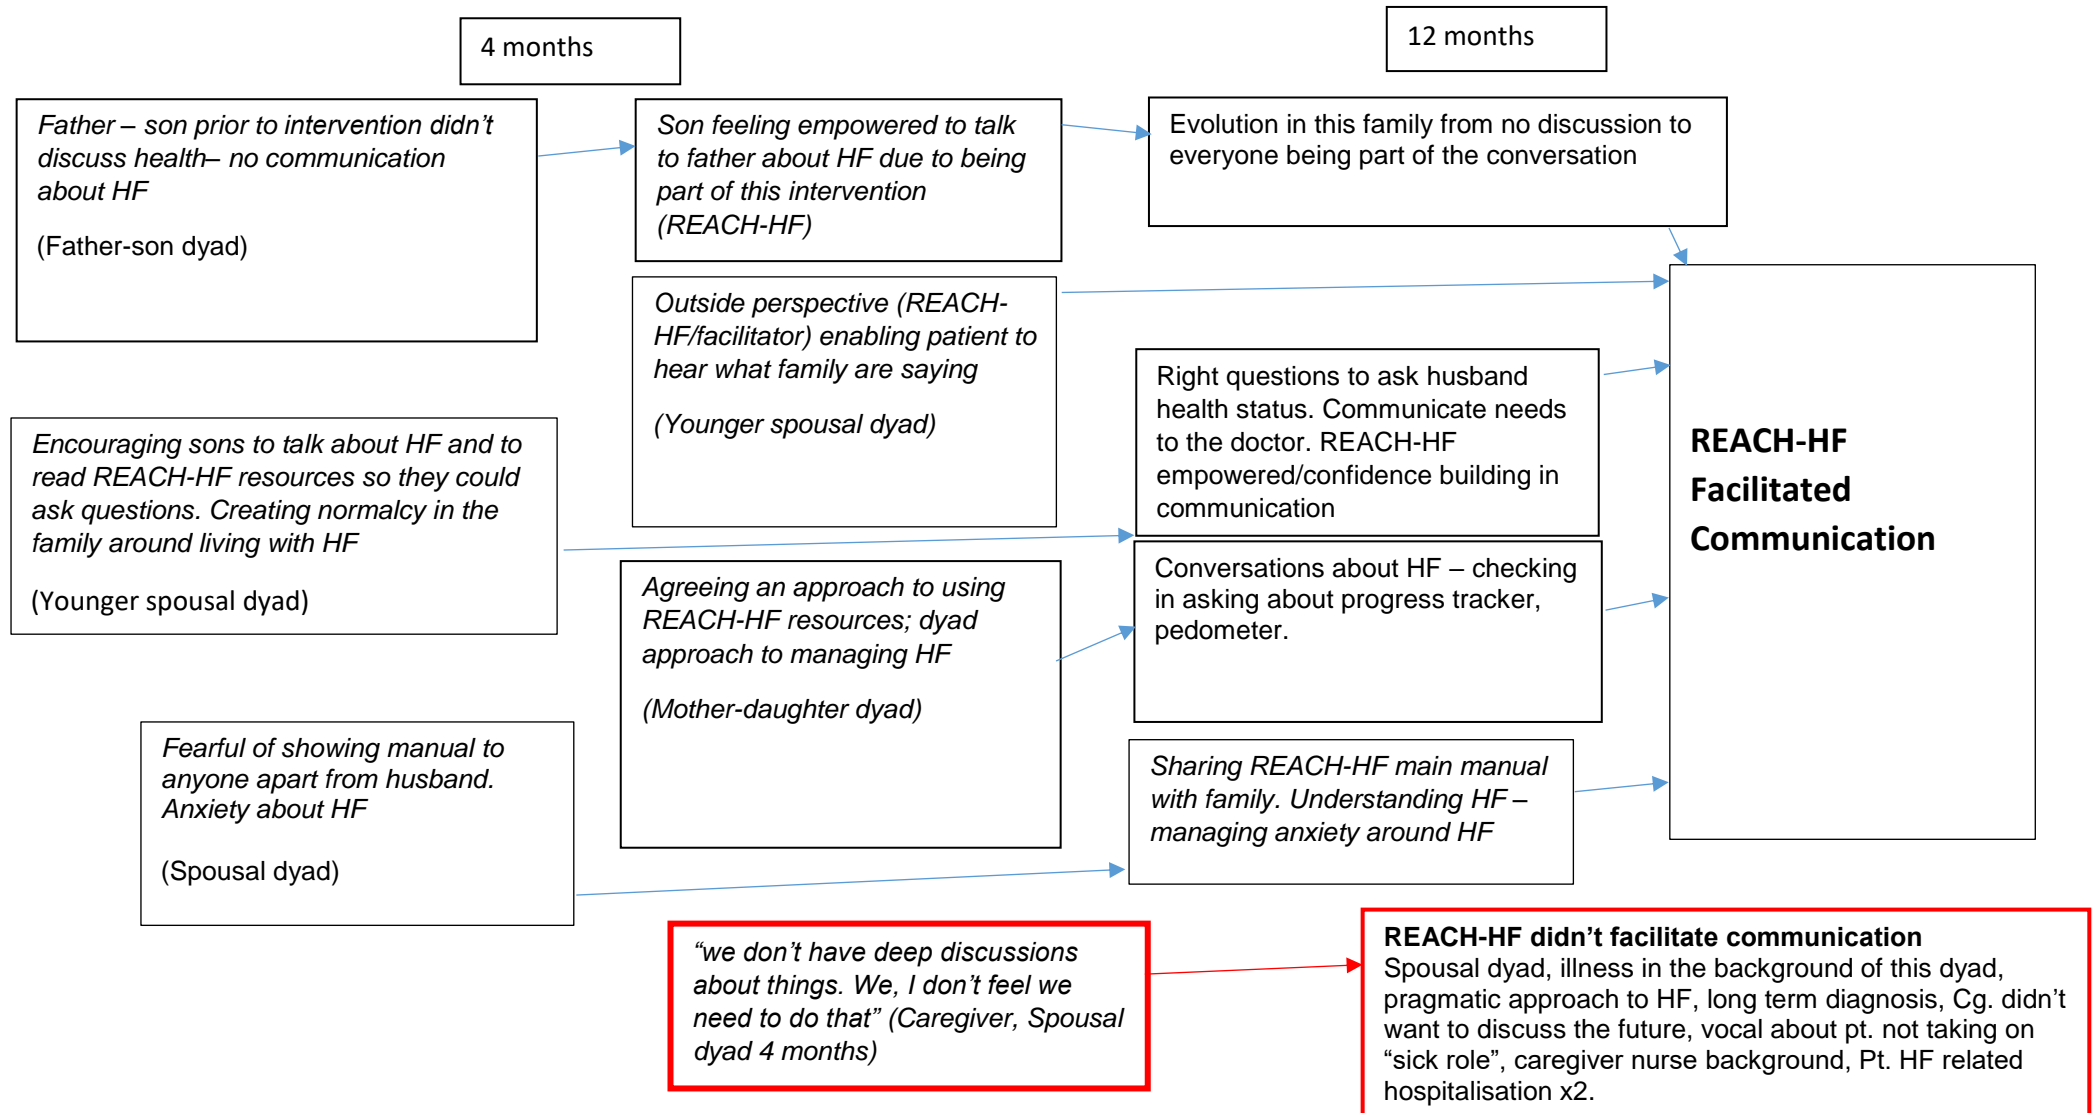 4 months
12 months
Father – son prior to intervention didn’t
discuss health– no communication
about HF
(Father-son dyad)
Son feeling empowered to talk
to father about HF due to being
part of this intervention
(REACH-HF)
Evolution in this family from no discussion to
everyone being part of the conversation
Outside perspective (REACH-
HF/facilitator) enabling patient to
hear what family are saying
(Younger spousal dyad)
Right questions to ask husband
health status. Communicate needs
to the doctor. REACH-HF
empowered/confidence building in
communication
REACH-HF
Facilitated
Communication
Encouraging sons to talk about HF and to
read REACH-HF resources so they could
ask questions. Creating normalcy in the
family around living with HF
(Younger spousal dyad)
Agreeing an approach to using
REACH-HF resources; dyad
approach to managing HF
(Mother-daughter dyad)
Conversations about HF – checking
in asking about progress tracker,
pedometer.
Fearful of showing manual to
anyone apart from husband.
Anxiety about HF
(Spousal dyad)
Sharing REACH-HF main manual
with family. Understanding HF –
managing anxiety around HF
“we don’t have deep discussions
about things. We, I don’t feel we
need to do that” (Caregiver, Spousal
dyad 4 months)
REACH-HF didn’t facilitate communication
Spousal dyad, illness in the background of this dyad,
pragmatic approach to HF, long term diagnosis, Cg. didn’t
want to discuss the future, vocal about pt. not taking on
“sick role”, caregiver nurse background, Pt. HF related
hospitalisation x2.